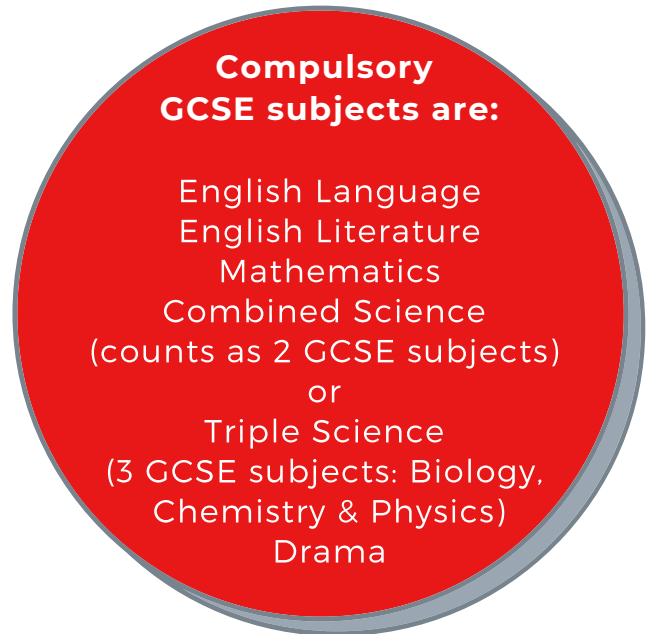 Compulsory
GCSE subjects are:
English Language
English Literature
Mathematics
Combined Science
(counts as 2 GCSE subjects)
or
Triple Science
(3 GCSE subjects: Biology,
Chemistry & Physics)
Drama